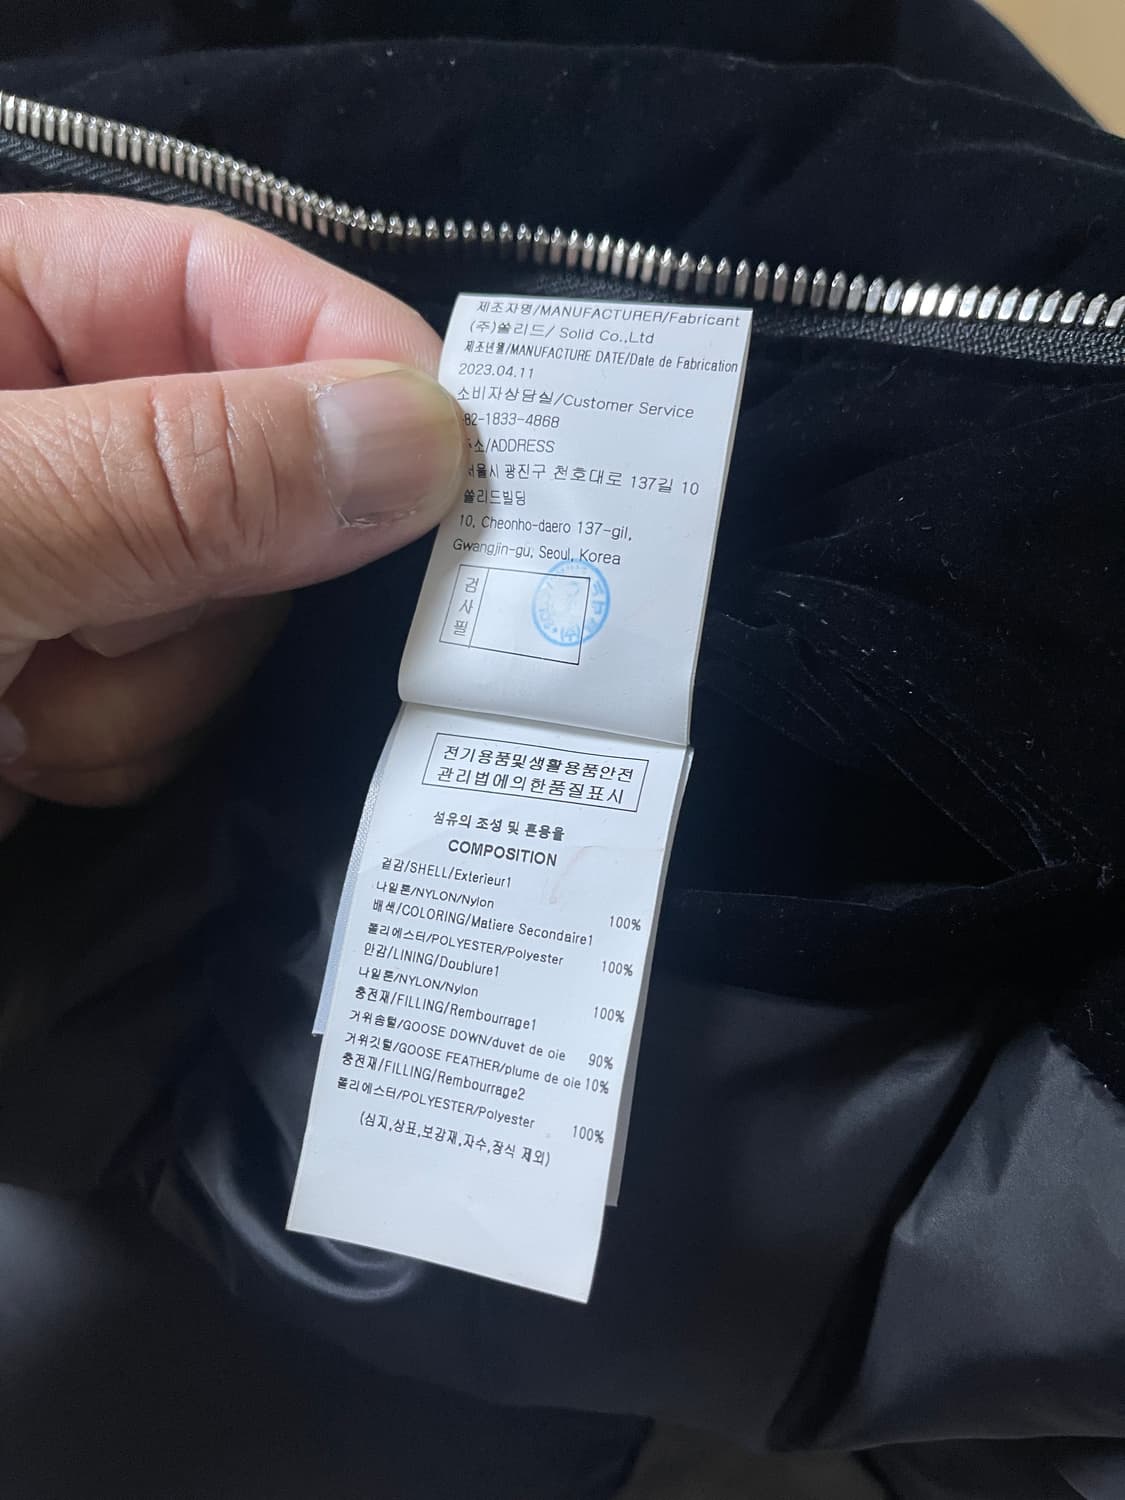 제조자명/MANUFACTURER/Fabricant
(주)쏠리드/ Solid Co.,Ltd
제조년월/MANUFACTURE DATE/Date de Fabrication
2023.04.11
소비자상담실/Customer Service
82-1833-4868
소/ADDRESS
울시 광진구 천호대로 137길 10
쏠리드빌딩
10, Cheonho-daero 137-gil,
Gwangjin-gu, Seoul, Korea
검사필
전기용품및생활용품안전
관리법에의한품질표시
섬유의 조성 및 혼용율
COMPOSITION
겉감/SHELL/Exterieur1
나일론/NYLON/Nylon 100%
배색/COLORING/Matiere Secondaire1
폴리에스터/POLYESTER/Polyester 100%
안감/LINING/Doublure1
나일론/NYLON/Nylon 100%
충전재/FILLING/Rembourrage1
거위솜털/GOOSE DOWN/duvet de oie 90%
거위깃털/GOOSE FEATHER/plume de oie 10%
충전재/FILLING/Rembourrage2
폴리에스터/POLYESTER/Polyester 100%
(심지,상표,보강재,자수,장식 제외)